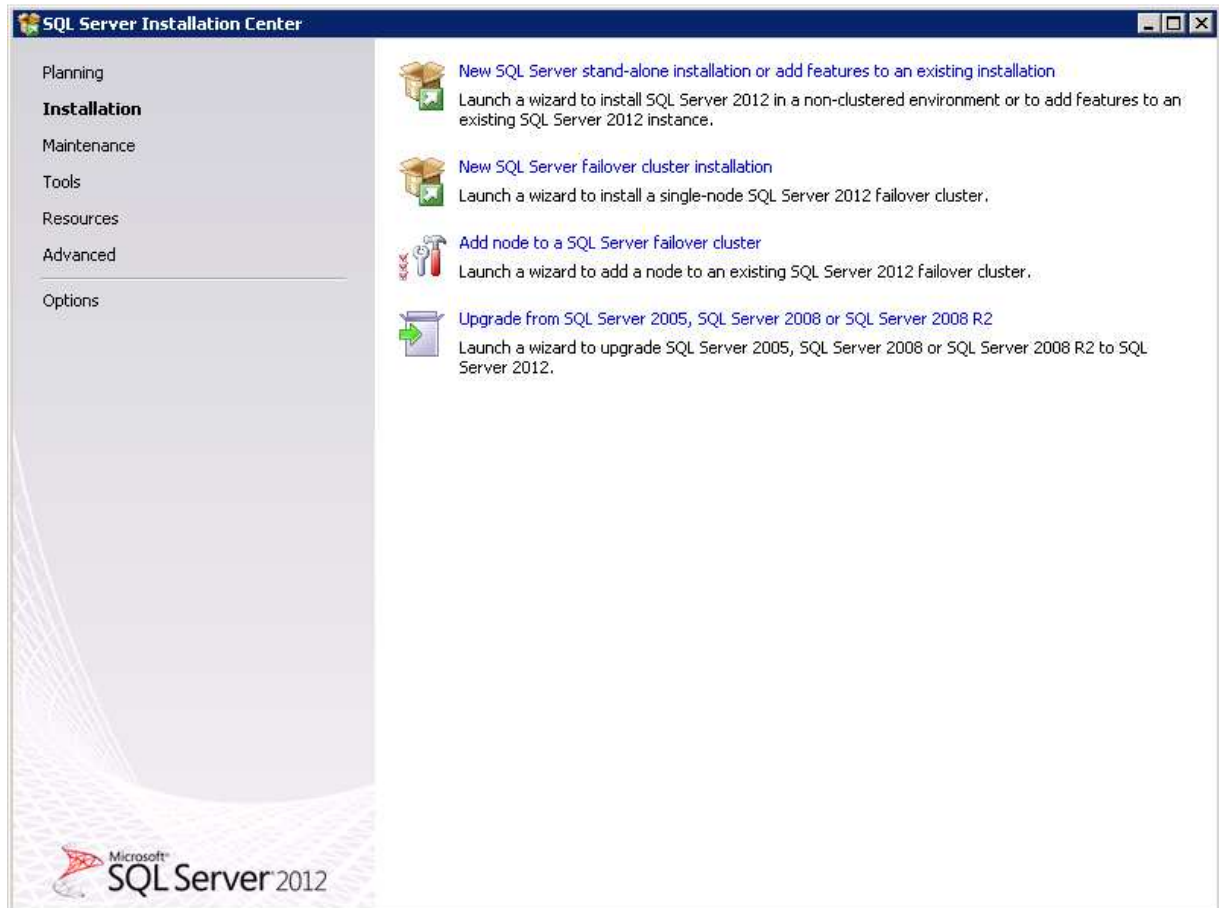 SQL Server Installation Center
Planning
Installation
Maintenance
Tools
Resources
Advanced
Options
New SQL Server stand-alone installation or add features to an existing installation
Launch a wizard to install SQL Server 2012 in a non-clustered environment or to add features to an
existing SQL Server 2012 instance.
New SQL Server failover cluster installation
Launch a wizard to install a single-node SQL Server 2012 failover cluster.
Add node to a SQL Server failover cluster
Launch a wizard to add a node to an existing SQL Server 2012 failover cluster.
Upgrade from SQL Server 2005, SQL Server 2008 or SQL Server 2008 R2
Launch a wizard to upgrade SQL Server 2005, SQL Server 2008 or SQL Server 2008 R2 to SQL
Server 2012.
Microsoft
SQL Server 2012